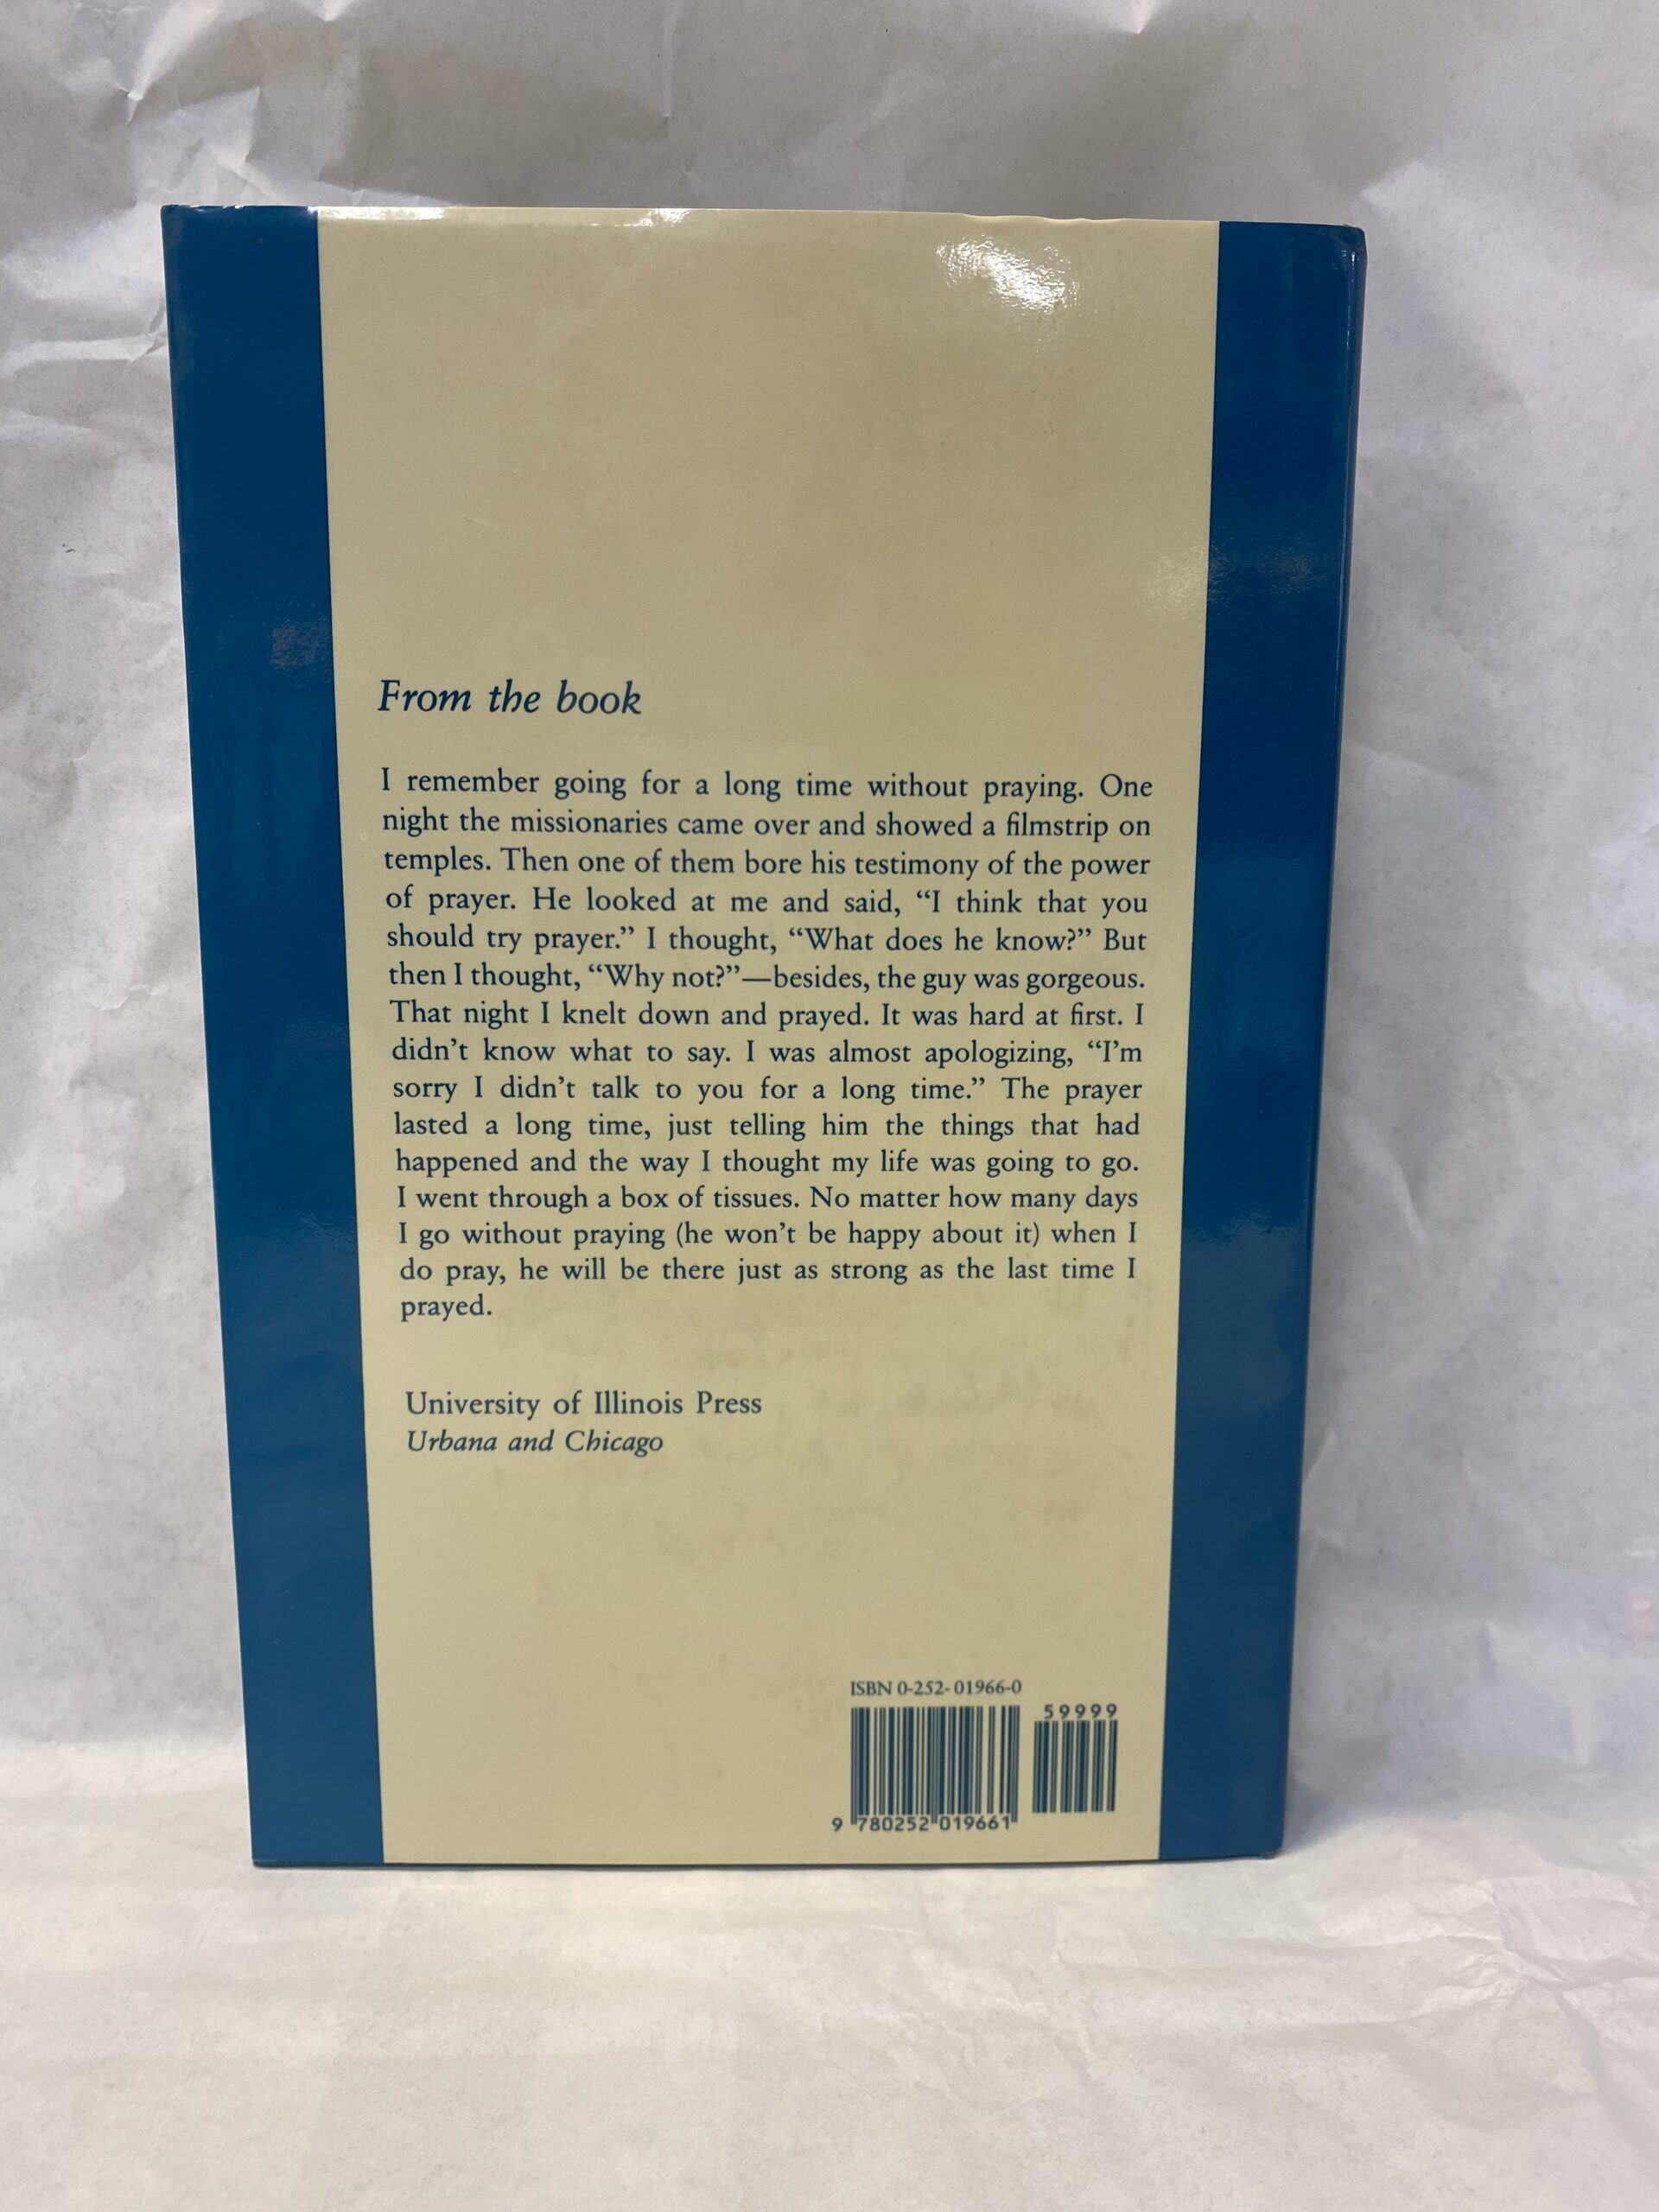 From the book
I remember going for a long time without praying. One
night the missionaries came over and showed a filmstrip on
temples. Then one of them bore his testimony of the power
of prayer. He looked at me and said, “I think that you
should try prayer.” I thought, “What does he know?” But
then I thought, “Why not?”—besides, the guy was gorgeous.
That night I knelt down and prayed. It was hard at first. I
didn’t know what to say. I was almost apologizing, “I’m
sorry I didn’t talk to you for a long time.” The prayer
lasted a long time, just telling him the things that had
happened and the way I thought my life was going to go.
I went through a box of tissues. No matter how many days
I go without praying (he won’t be happy about it) when I
do pray, he will be there just as strong as the last time I
prayed.
University of Illinois Press
Urbana and Chicago
ISBN 0-252-01966-0
59999
9 780252 019661